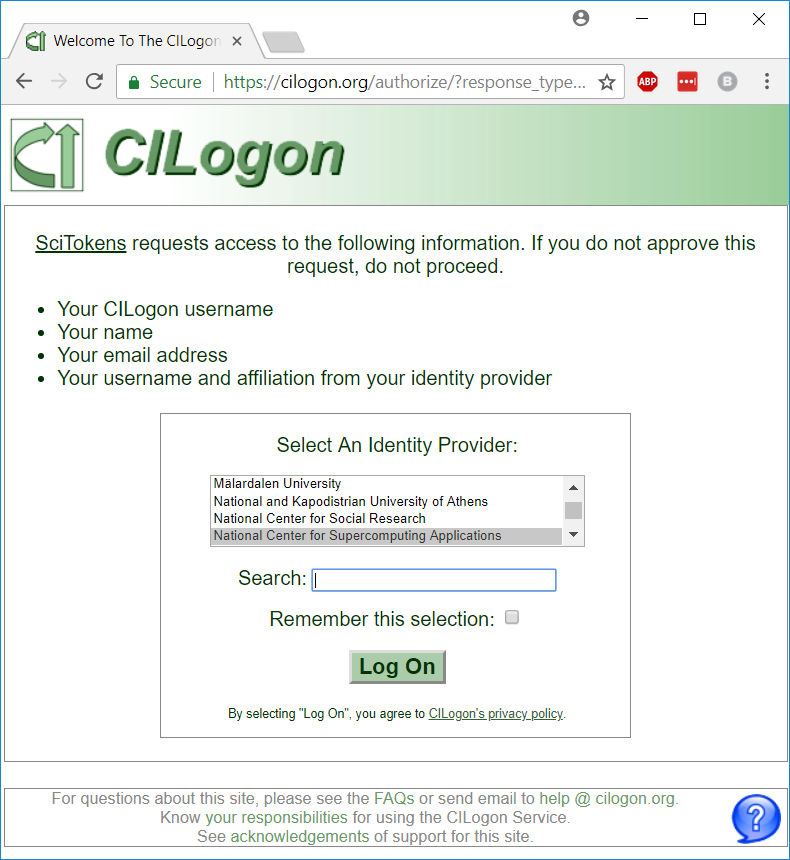 Welcome To The CILogon
Secure | https://cilogon.org/authorize/?response_type...
ABP
B
CILogon
SciTokens requests access to the following information. If you do not approve this
request, do not proceed.
• Your CILogon username
• Your name
• Your email address
• Your username and affiliation from your identity provider
Select An Identity Provider:
Mälardalen University
National and Kapodistrian University of Athens
National Center for Social Research
National Center for Supercomputing Applications
Search:
Remember this selection:
Log On
By selecting "Log On", you agree to CILogon's privacy policy.
For questions about this site, please see the FAQs or send email to help @ cilogon.org.
Know your responsibilities for using the CILogon Service.
See acknowledgements of support for this site.
?